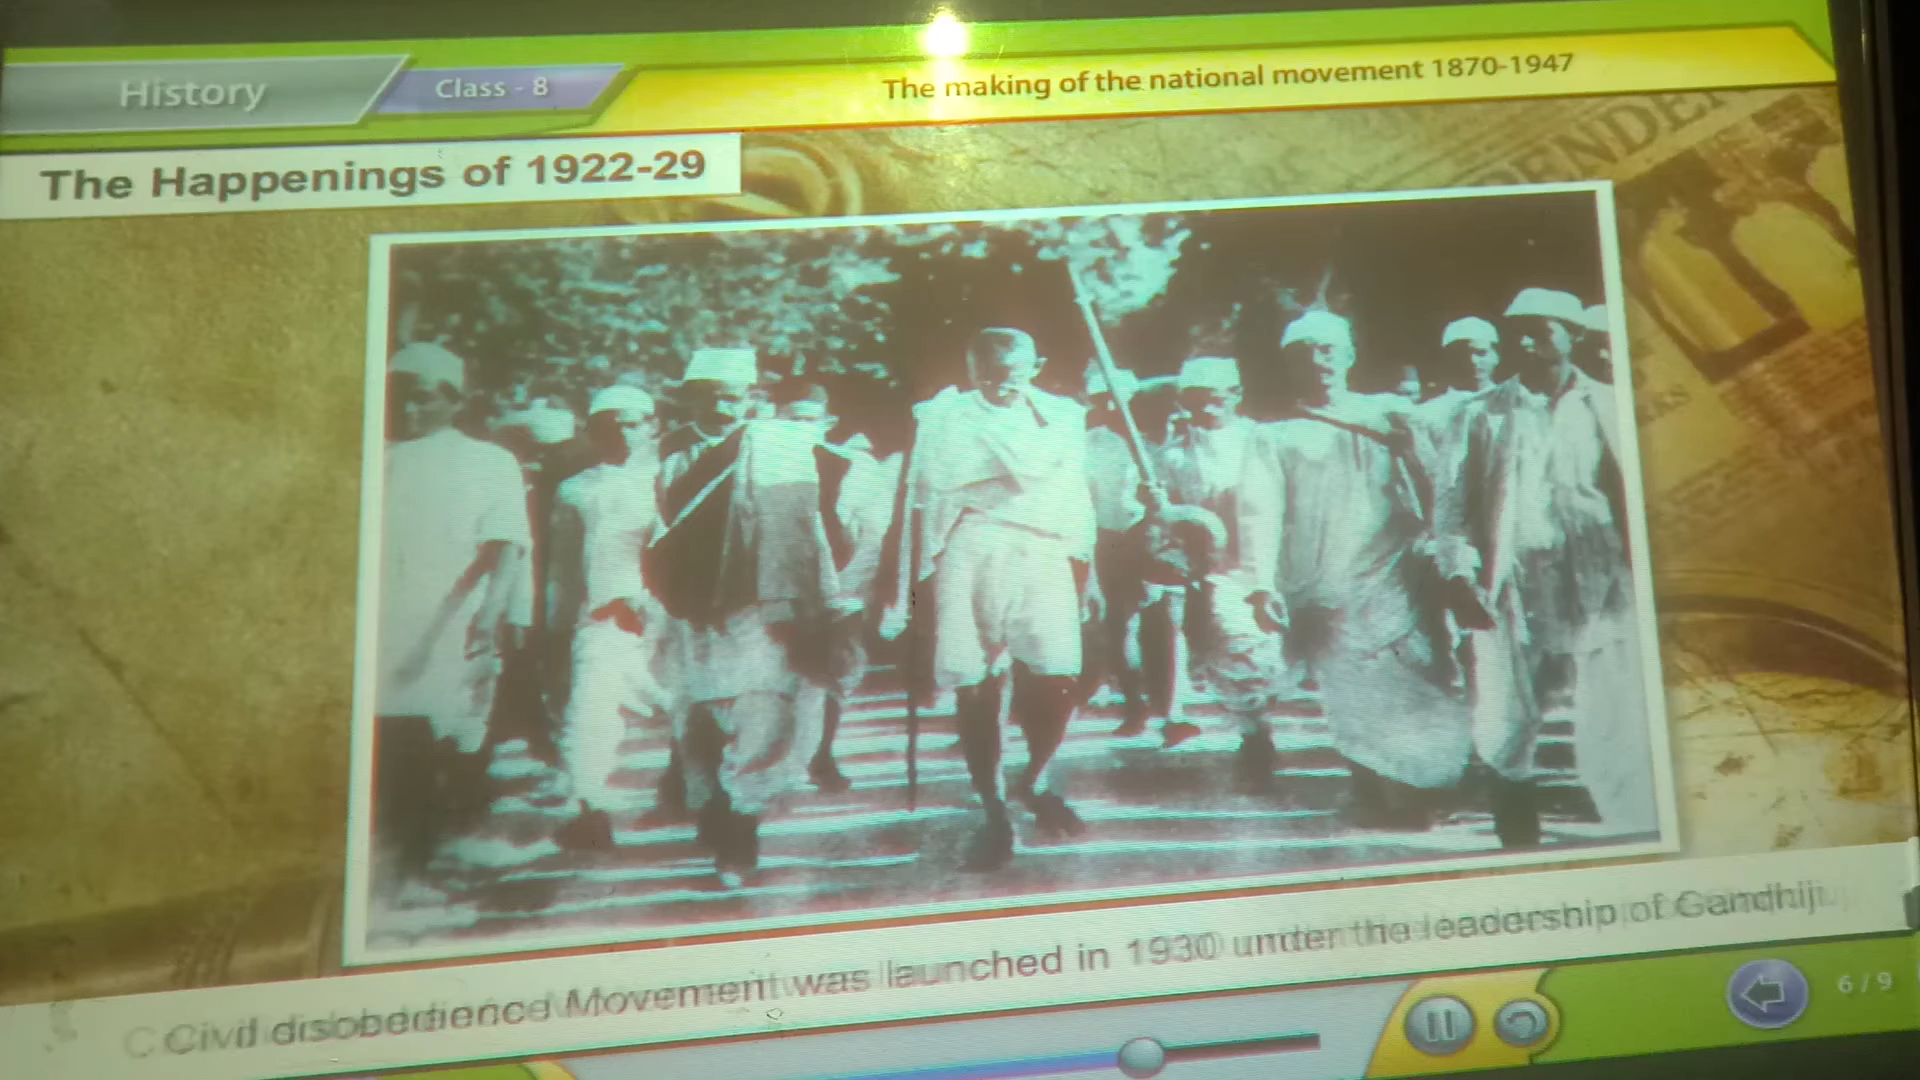 History
Class - 8
The making of the national movement 1870-1947
The Happenings of 1922-29
Civil disobedience Movement was launched in 1930 under the leadership of Gandhiji
6 / 9